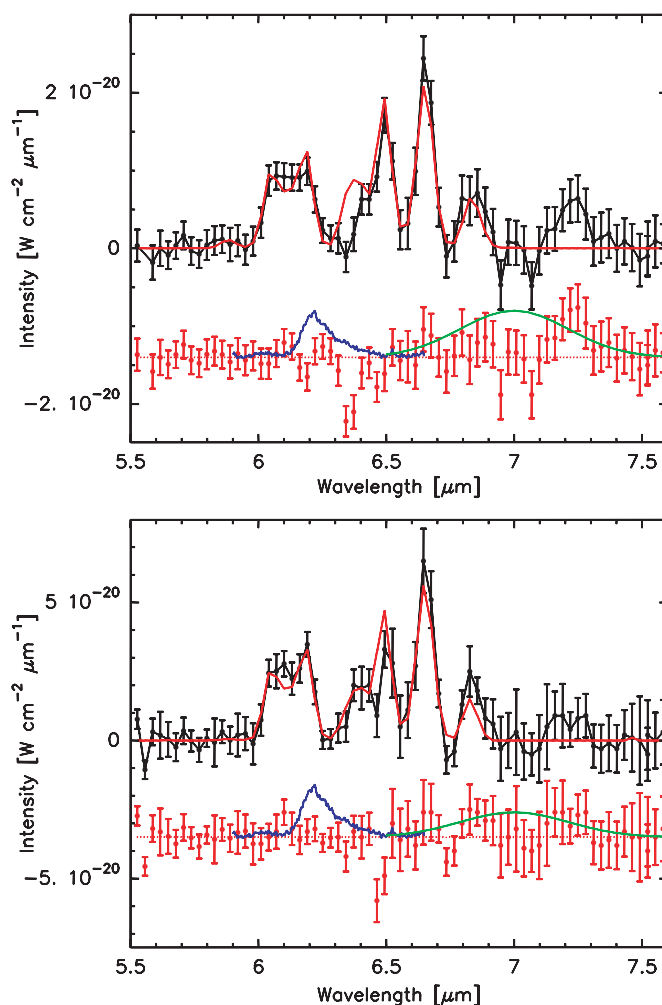 2 10⁻²⁰
0
−2. 10⁻²⁰
Intensity [W cm⁻² μm⁻¹]
5.5 6 6.5 7 7.5
Wavelength [μm]
5 10⁻²⁰
0
−5. 10⁻²⁰
Intensity [W cm⁻² μm⁻¹]
5.5 6 6.5 7 7.5
Wavelength [μm]